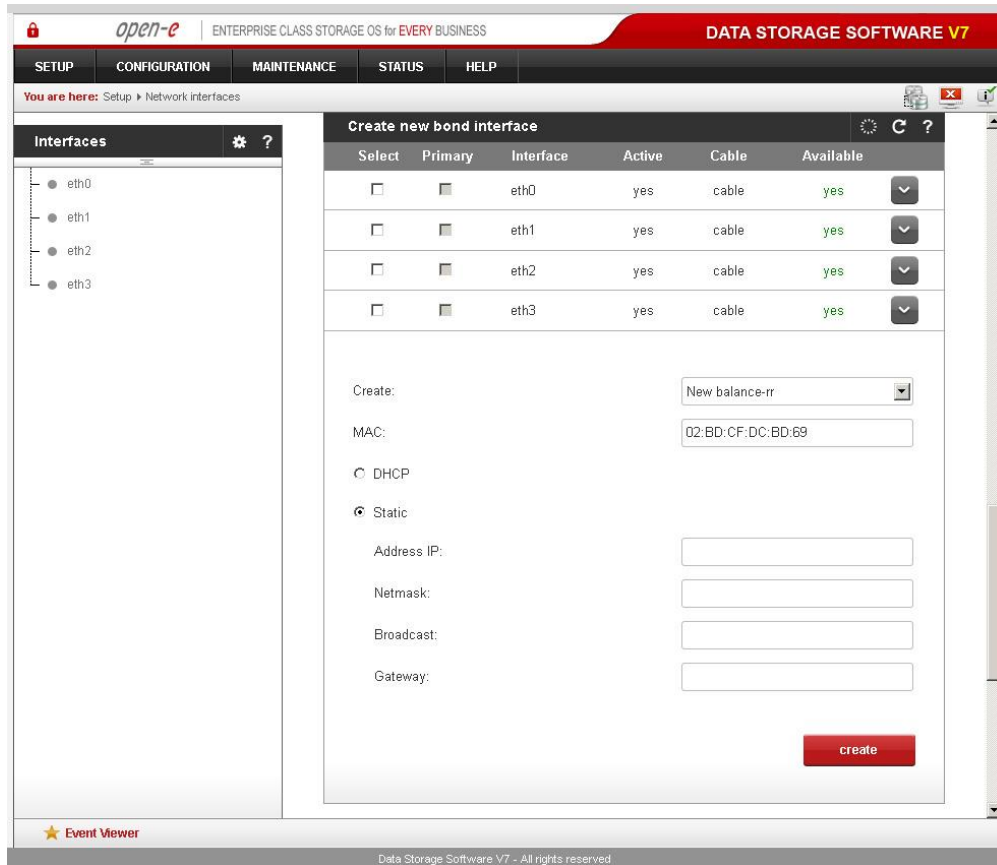 open-e ENTERPRISE CLASS STORAGE OS for EVERY BUSINESS DATA STORAGE SOFTWARE V7
SETUP CONFIGURATION MAINTENANCE STATUS HELP
You are here: Setup ▸ Network interfaces
Interfaces ?
eth0
eth1
eth2
eth3
Create new bond interface ?
Select Primary Interface Active Cable Available
eth0 yes cable yes
eth1 yes cable yes
eth2 yes cable yes
eth3 yes cable yes
Create: New balance-rr
MAC: 02:BD:CF:DC:BD:69
DHCP
Static
Address IP:
Netmask:
Broadcast:
Gateway:
create
Event Viewer
Data Storage Software V7 - All rights reserved